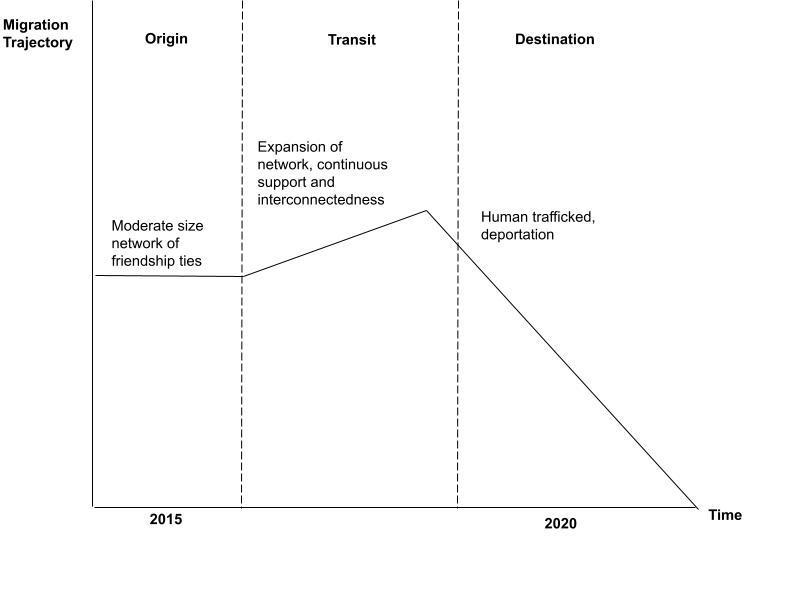 Migration
Trajectory
Origin
Transit
Destination
Expansion of
network, continuous
support and
interconnectedness
Moderate size
network of
friendship ties
Human trafficked,
deportation
2015
2020
Time